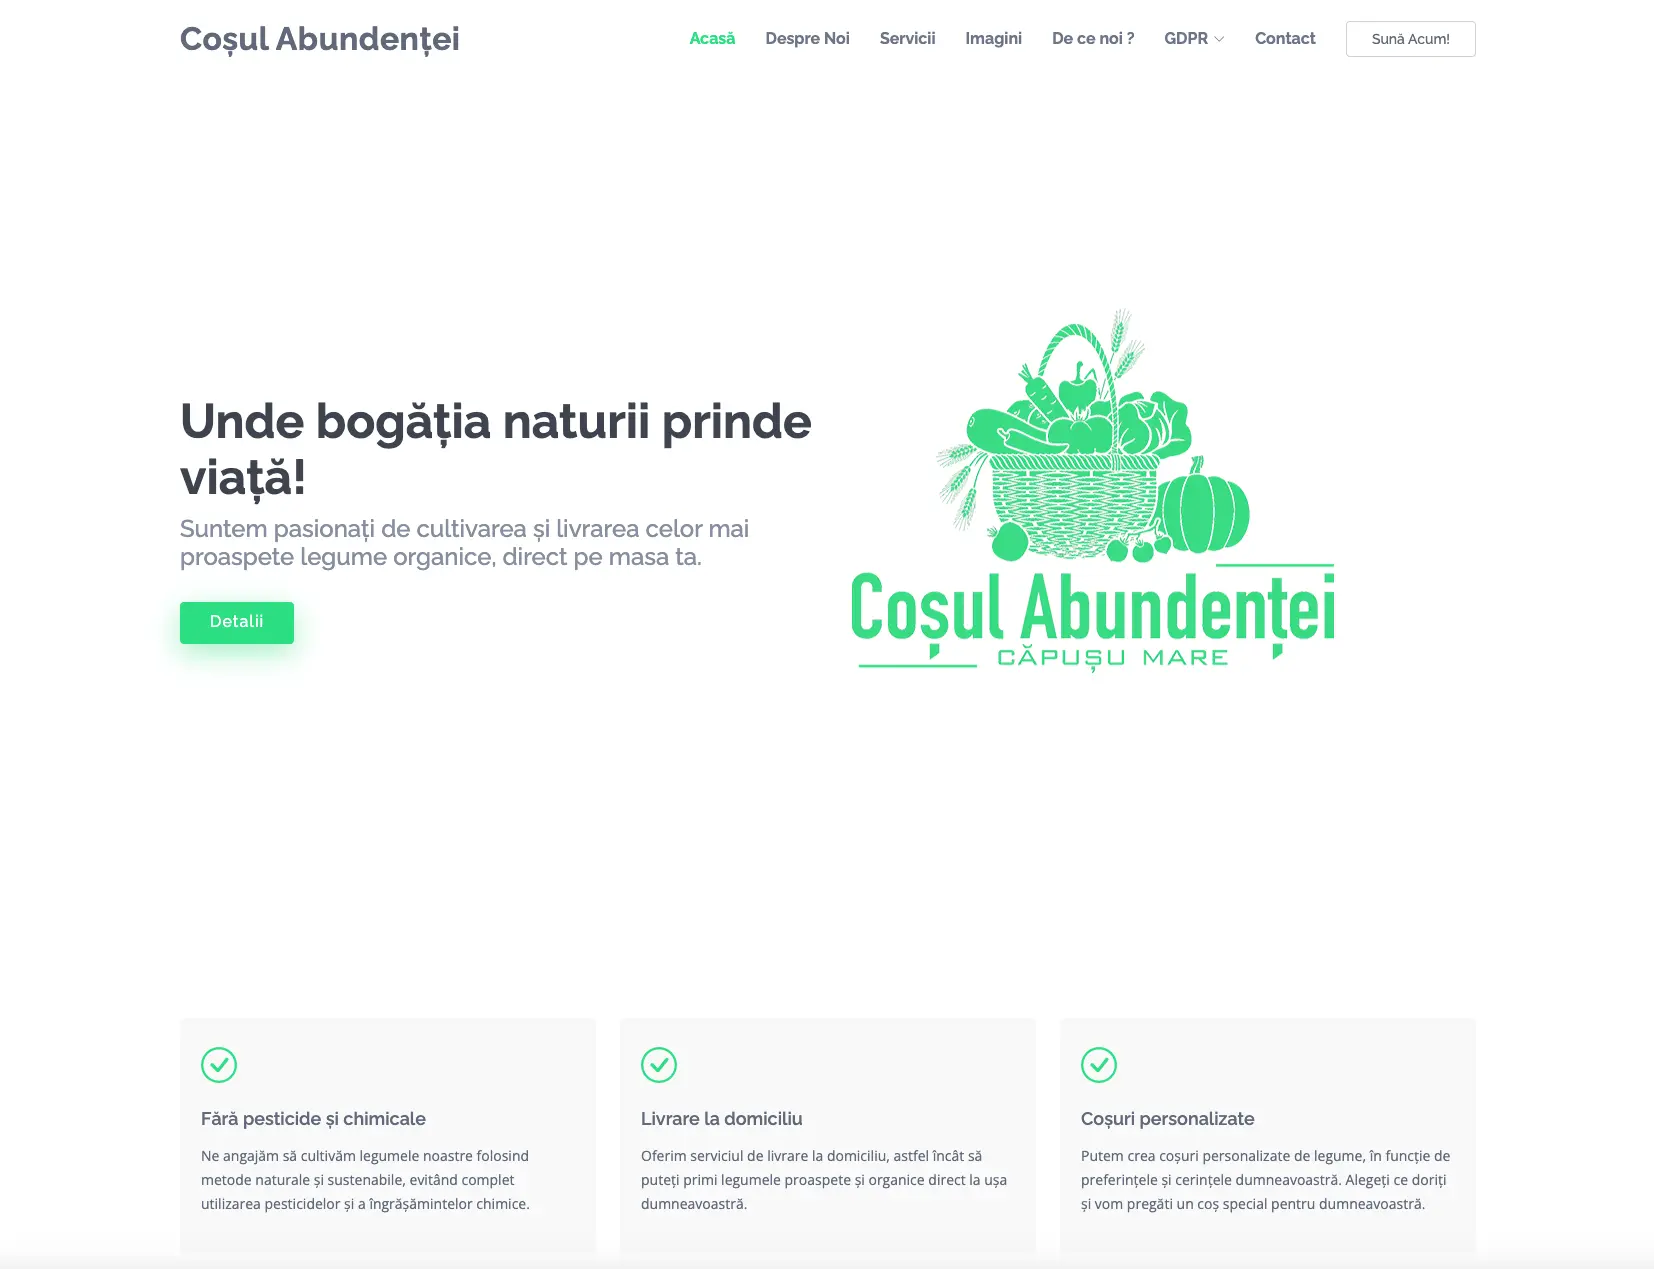 Coșul Abundenței
Acasă Despre Noi Servicii Imagini De ce noi ? GDPR Contact Sună Acum!
Unde bogăția naturii prinde
viață!
Suntem pasionați de cultivarea și livrarea celor mai
proaspete legume organice, direct pe masa ta.
Detalii
Coșul Abundenței
CĂPUȘU MARE
Fără pesticide și chimicale
Ne angajăm să cultivăm legumele noastre folosind
metode naturale și sustenabile, evitând complet
utilizarea pesticidelor și a îngrășămintelor chimice.
Livrare la domiciliu
Oferim serviciul de livrare la domiciliu, astfel încât să
puteți primi legumele proaspete și organice direct la ușa
dumneavoastră.
Coșuri personalizate
Putem crea coșuri personalizate de legume, în funcție de
preferințele și cerințele dumneavoastră. Alegeți ce doriți
și vom pregăti un coș special pentru dumneavoastră.